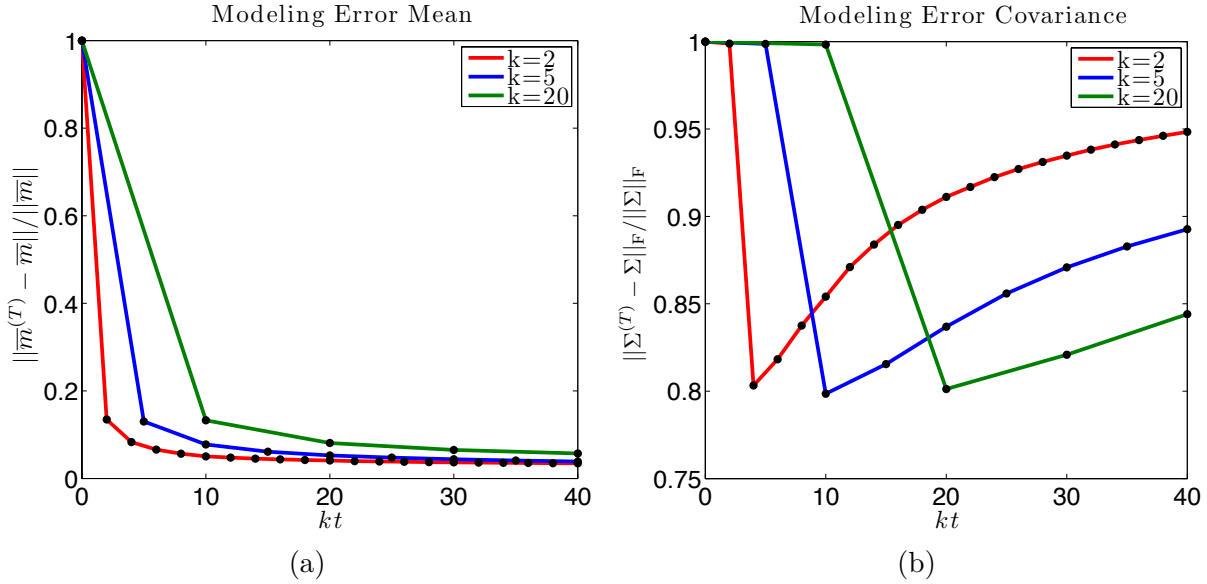 Modeling Error Mean
1
0.8
0.6
0.4
0.2
0
0 10 20 30 40
kt
||m̅^(T) − m̅||/||m̅||
k=2
k=5
k=20
(a)
Modeling Error Covariance
1
0.95
0.9
0.85
0.8
0.75
0 10 20 30 40
kt
||Σ^(T) − Σ||_F/||Σ||_F
k=2
k=5
k=20
(b)